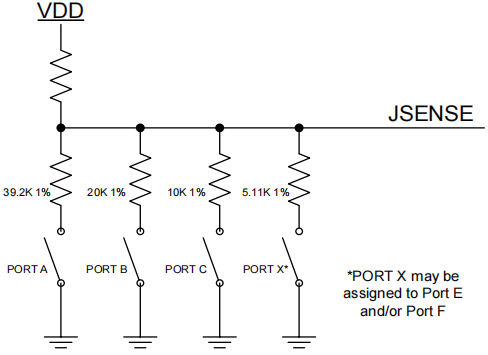 VDD
JSENSE
39.2K 1%
20K 1%
10K 1%
5.11K 1%
PORT A
PORT B
PORT C
PORT X*
*PORT X may be
assigned to Port E
and/or Port F